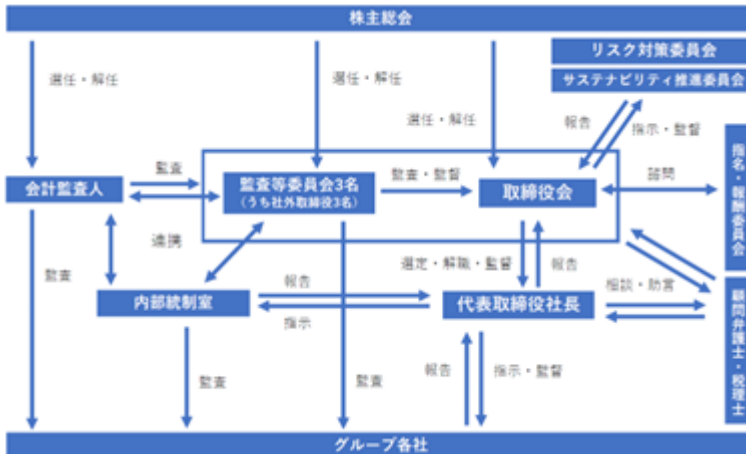 株主総会
リスク対策委員会
サステナビリティ推進委員会
選任・解任
選任・解任
選任・解任
報告
指示・監督
会計監査人
監査
監査等委員会3名
(うち社外取締役3名)
監査・監督
取締役会
諮問
指名・報酬委員会
連携
監査
選定・解職・監督
報告
相談・助言
内部統制室
報告
指示
代表取締役社長
顧問弁護士・税理士
監査
監査
報告
指示・監督
グループ各社